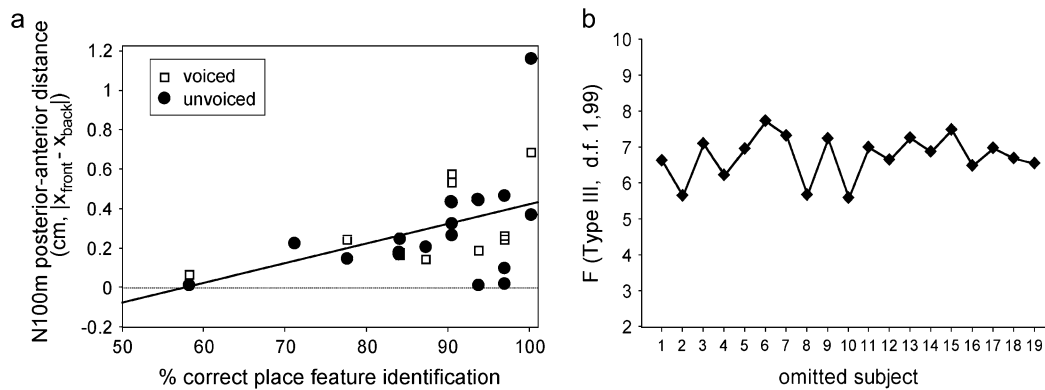 a
N100m posterior-anterior distance
(cm, |xfront - xback|)
1.2
1
0.8
0.6
0.4
0.2
0
-0.2
voiced
unvoiced
50 60 70 80 90 100
% correct place feature identification
b
F (Type III, d.f. 1,99)
10
9
8
7
6
5
4
3
2
1 2 3 4 5 6 7 8 9 10 11 12 13 14 15 16 17 18 19
omitted subject